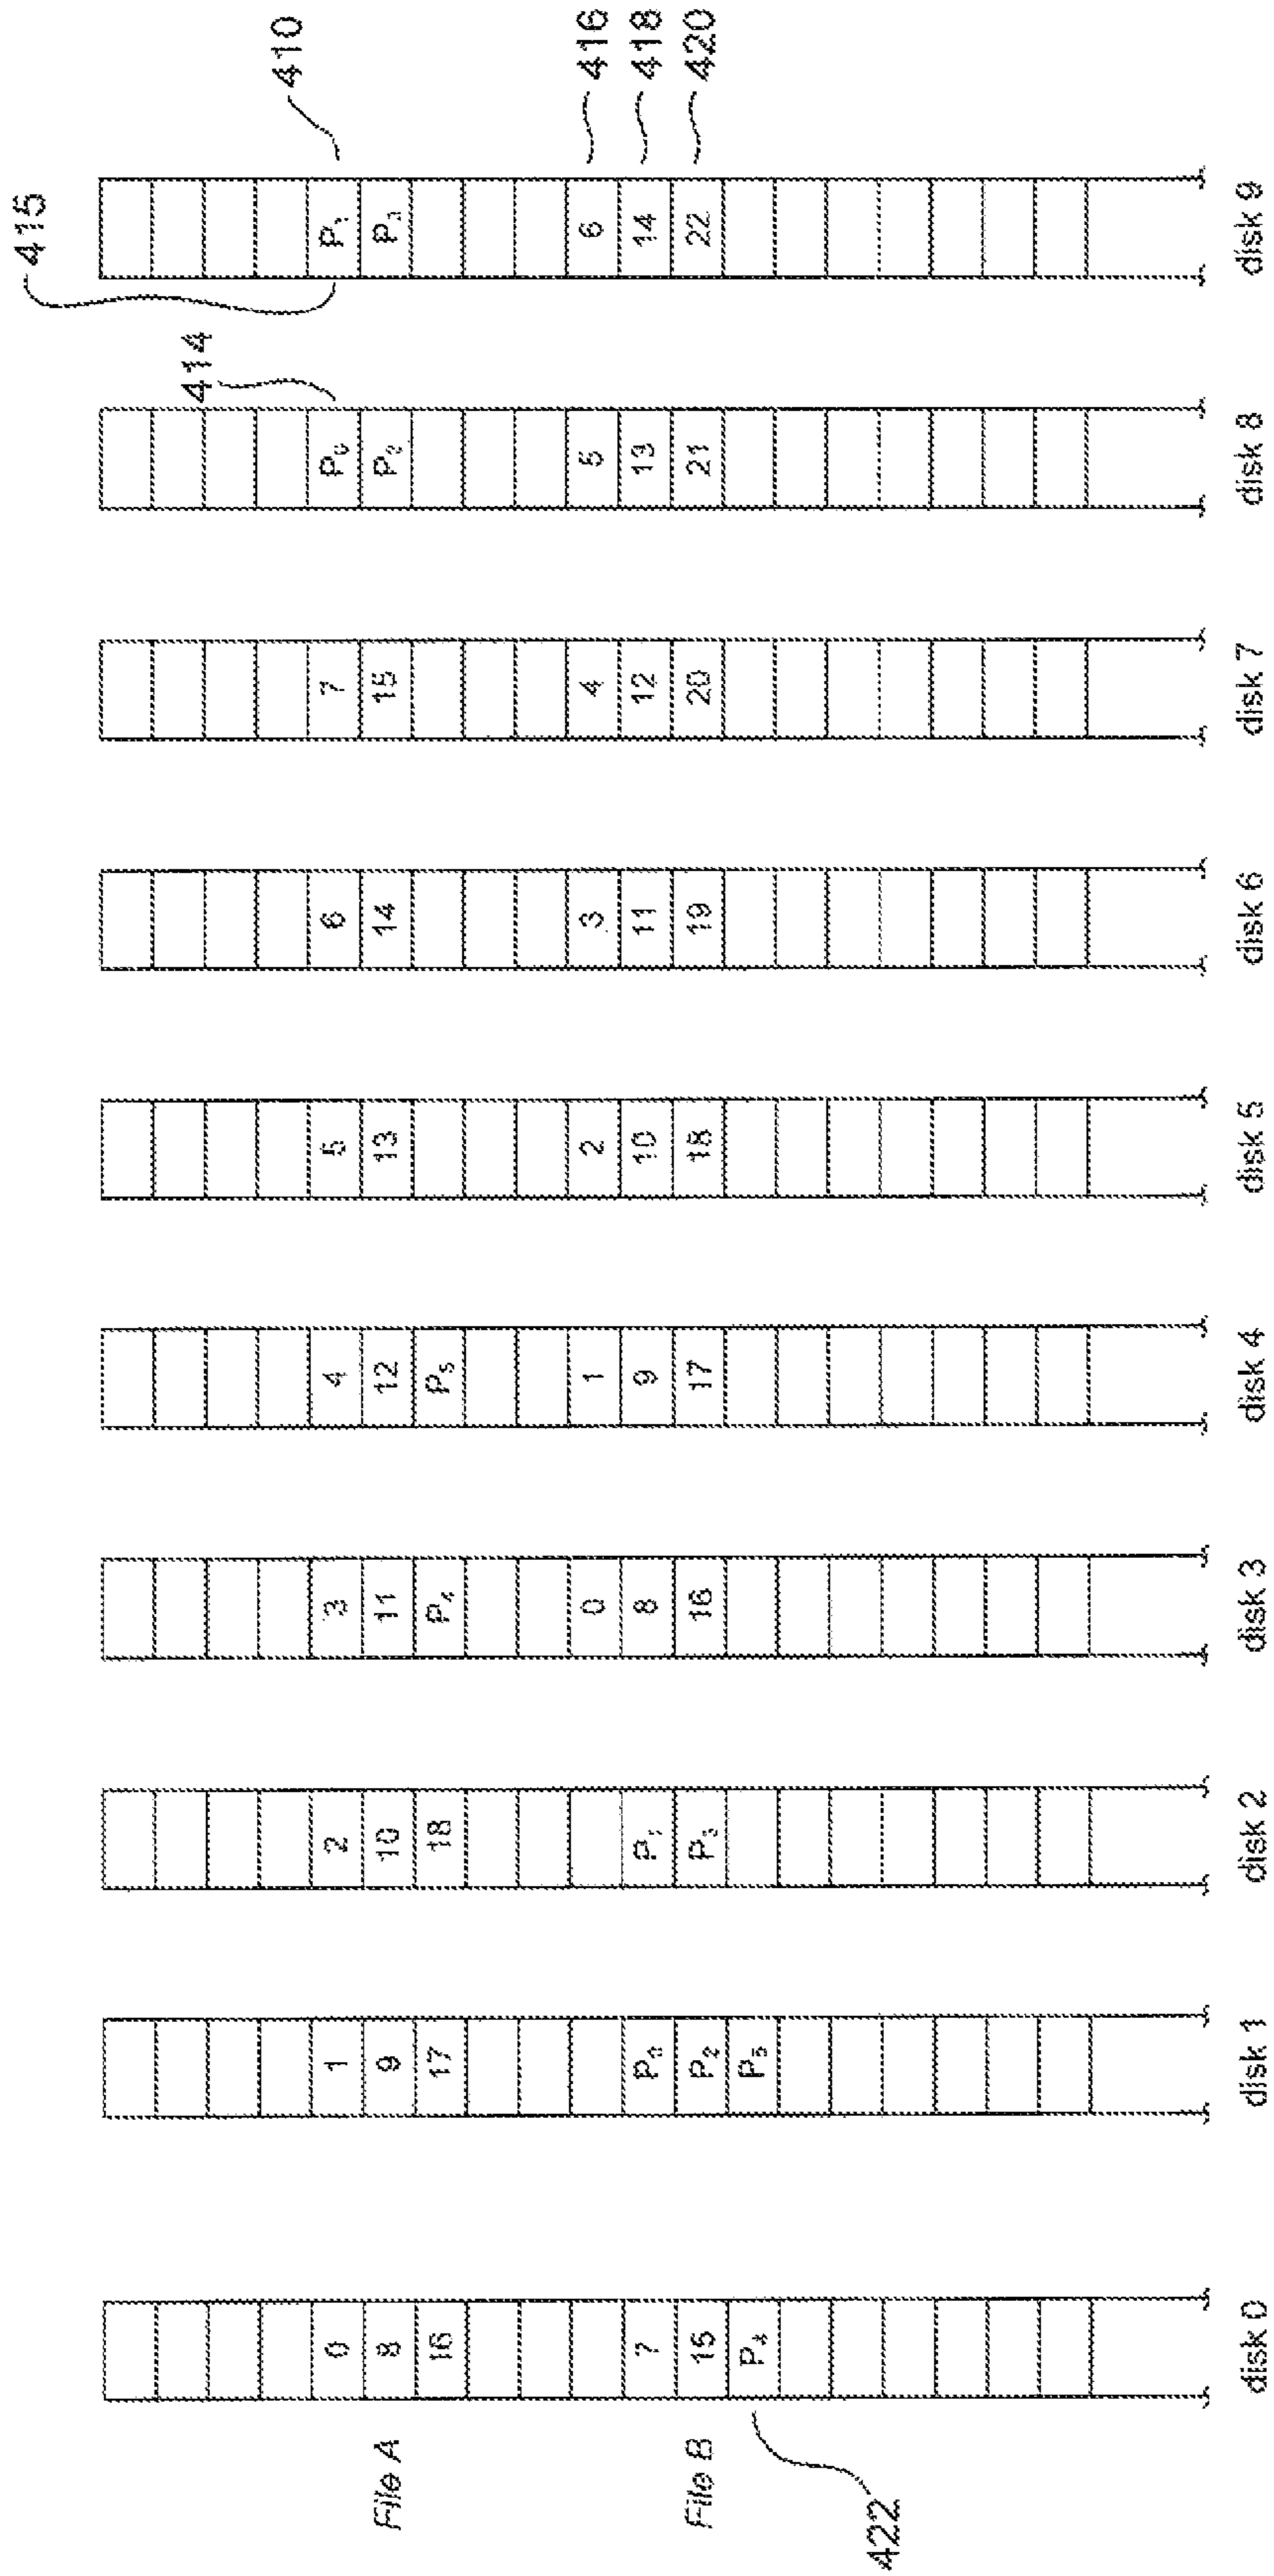 415
414
410
0 1 2 3 4 5 6 7 P₀ P₁
File A 8 9 10 11 12 13 14 15 P₂ P₃
16 17 18 P₄ P₅
0 1 2 3 4 5 6 416
7 P₀ P₁ 8 9 10 11 12 13 14 418
File B 15 P₂ P₃ 16 17 18 19 20 21 22 420
P₄ P₅
422
disk 0 disk 1 disk 2 disk 3 disk 4 disk 5 disk 6 disk 7 disk 8 disk 9